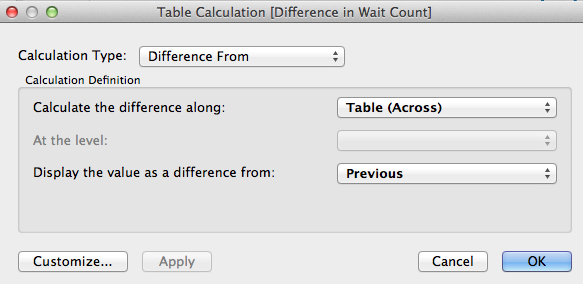 Table Calculation [Difference in Wait Count]
Calculation Type: Difference From
Calculation Definition
Calculate the difference along: Table (Across)
At the level:
Display the value as a difference from: Previous
Customize... Apply Cancel OK